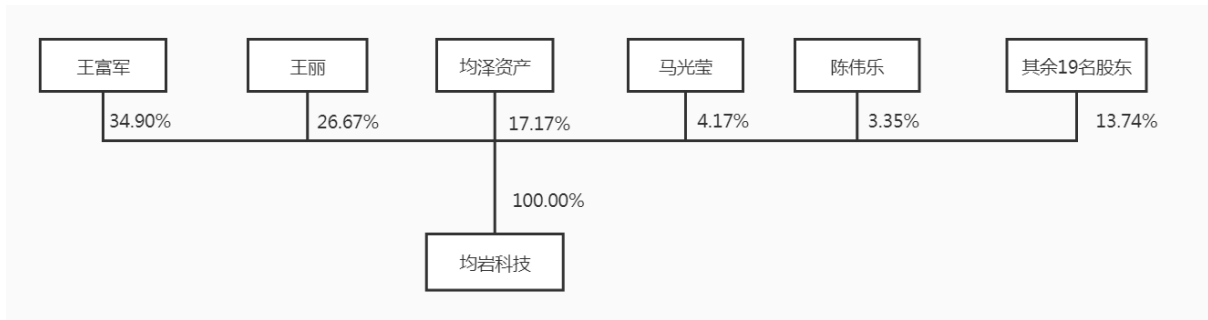 王富军
王丽
均泽资产
马光莹
陈伟乐
其余19名股东
34.90%
26.67%
17.17%
4.17%
3.35%
13.74%
100.00%
均岩科技